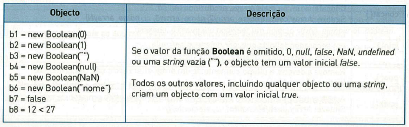 Objecto
Descrição
b1 = new Boolean(0)
b2 = new Boolean(1)
b3 = new Boolean("")
b4 = new Boolean(null)
b5 = new Boolean(NaN)
b6 = new Boolean("nome")
b7 = false
b8 = 12 < 27
Se o valor da função Boolean é omitido, 0, null, false, NaN, undefined
ou uma string vazia (""), o objecto tem um valor inicial false.
Todos os outros valores, incluindo qualquer objecto ou uma string,
criam um objecto com um valor inicial true.